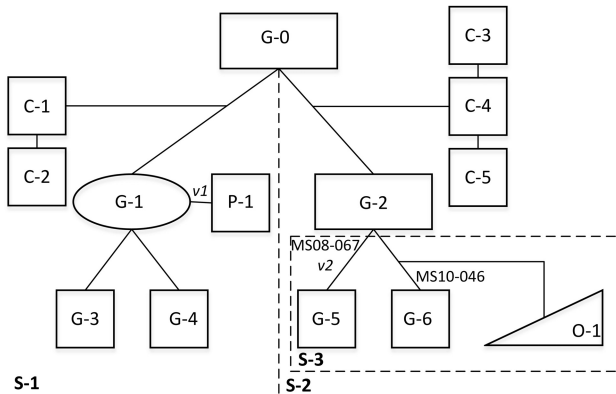 G-0
C-3
C-1
C-4
C-2
C-5
v1
G-1
P-1
G-2
MS08-067
v2
MS10-046
G-3
G-4
G-5
G-6
O-1
S-3
S-1
S-2